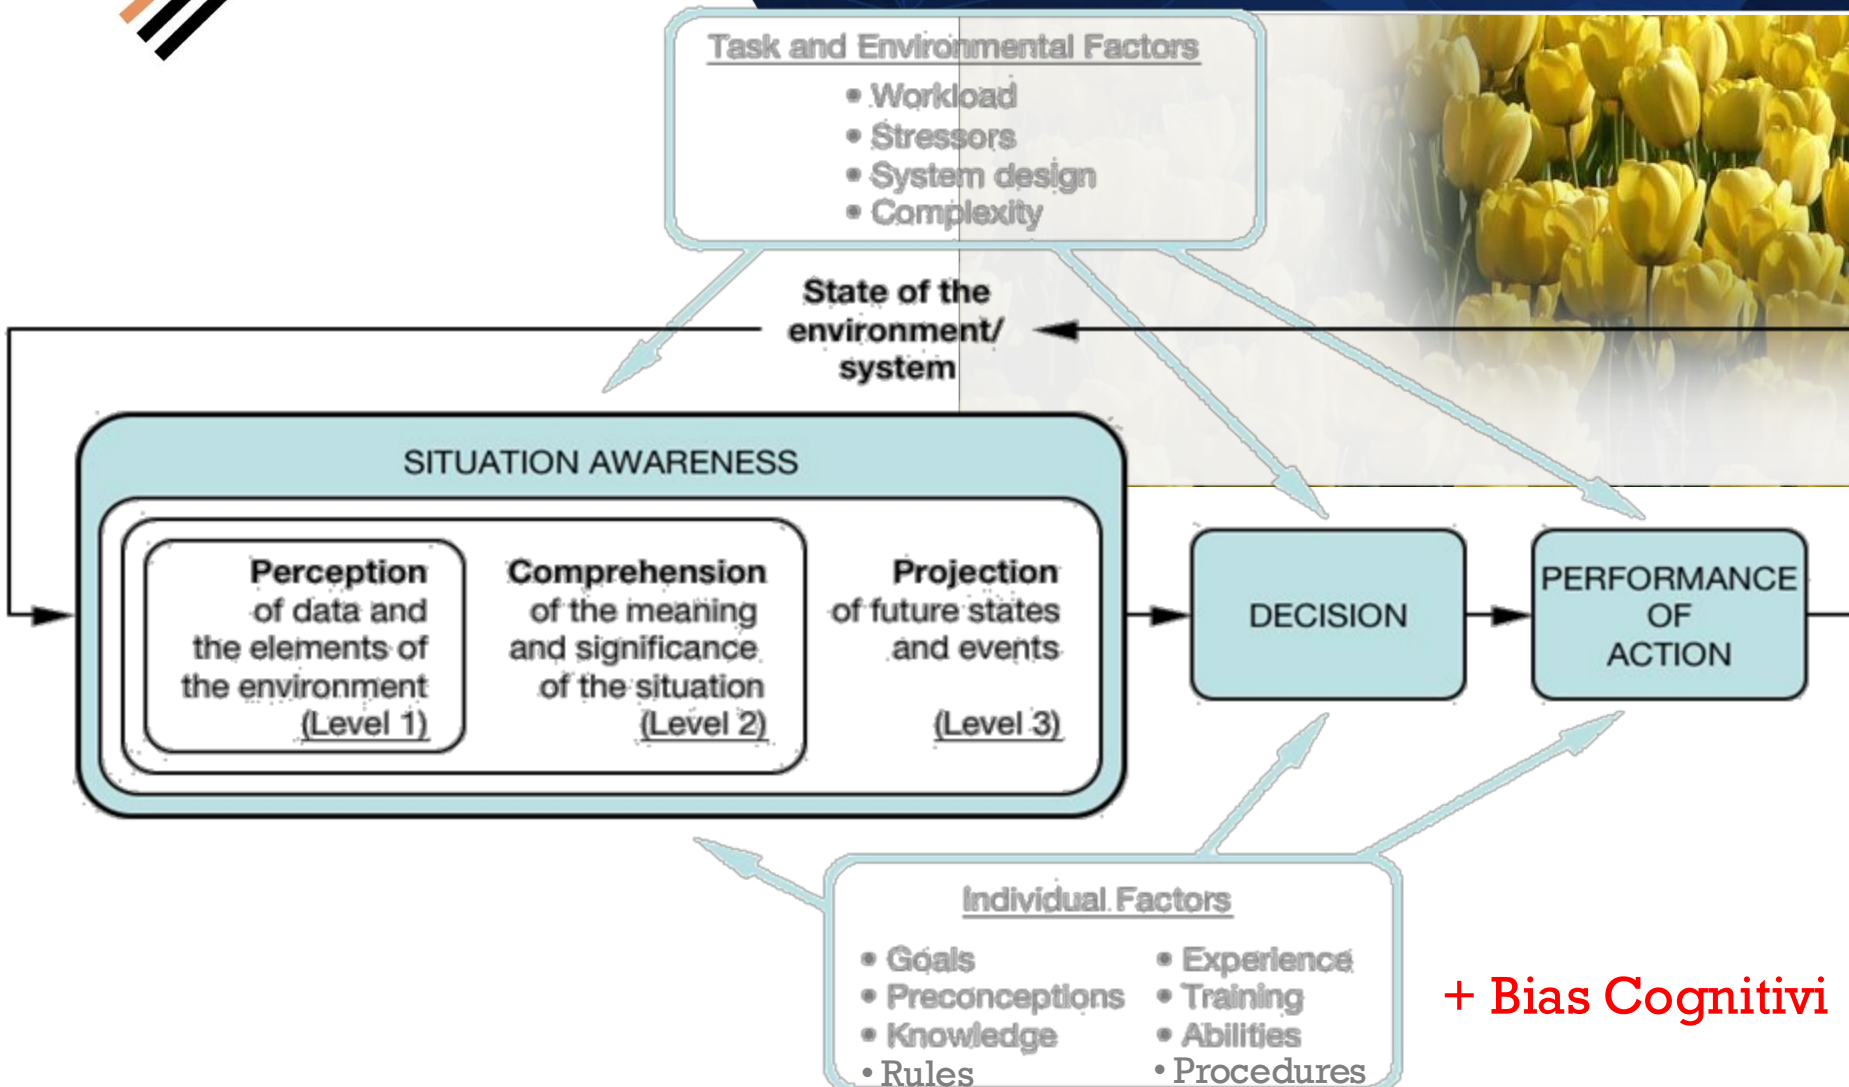 Task and Environmental Factors
• Workload
• Stressors
• System design
• Complexity
State of the
environment/
system
SITUATION AWARENESS
Perception
of data and
the elements of
the environment
(Level 1)
Comprehension
of the meaning
and significance
of the situation
(Level 2)
Projection
of future states
and events
(Level 3)
DECISION
PERFORMANCE
OF
ACTION
Individual Factors
• Goals
• Preconceptions
• Knowledge
• Rules
• Experience
• Training
• Abilities
• Procedures
+ Bias Cognitivi